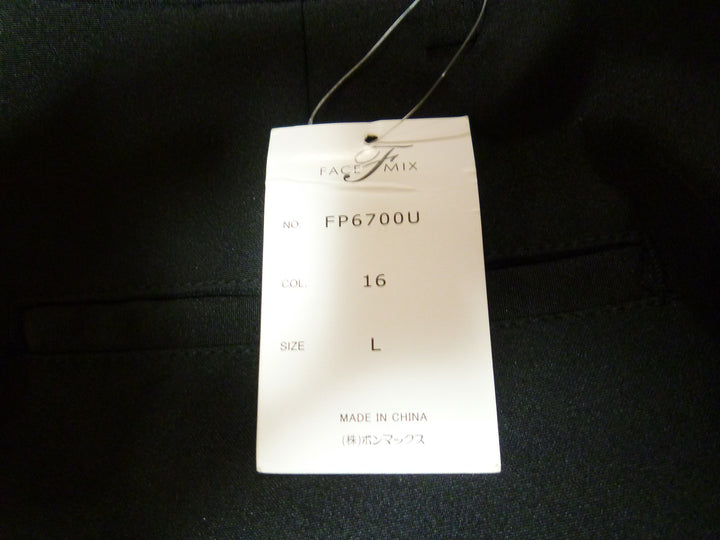 F
FACE MIX
NO. FP6700U
COL. 16
SIZE L
MADE IN CHINA
(株)ボンマックス